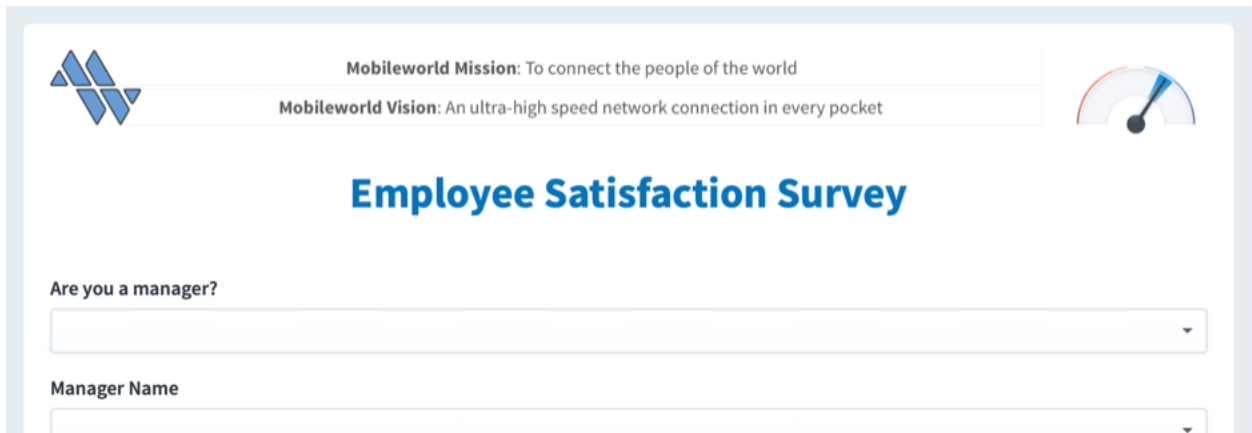 Mobileworld Mission: To connect the people of the world
Mobileworld Vision: An ultra-high speed network connection in every pocket
Employee Satisfaction Survey
Are you a manager?
Manager Name